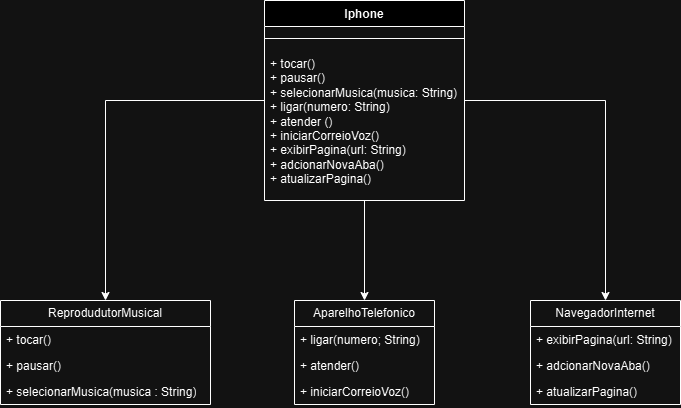 Iphone
+ tocar()
+ pausar()
+ selecionarMusica(musica: String)
+ ligar(numero: String)
+ atender ()
+ iniciarCorreioVoz()
+ exibirPagina(url: String)
+ adcionarNovaAba()
+ atualizarPagina()
ReprodudutorMusical
+ tocar()
+ pausar()
+ selecionarMusica(musica : String)
AparelhoTelefonico
+ ligar(numero; String)
+ atender()
+ iniciarCorreioVoz()
NavegadorInternet
+ exibirPagina(url: String)
+ adcionarNovaAba()
+ atualizarPagina()